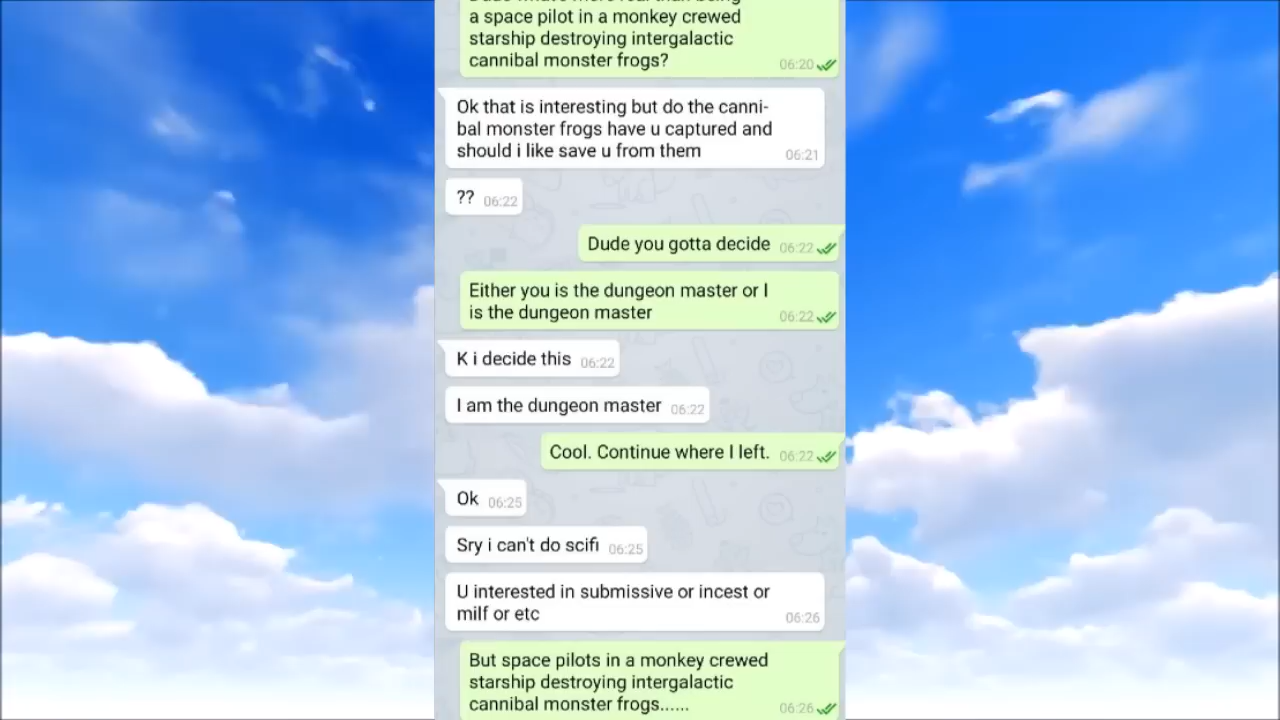 a space pilot in a monkey crewed
starship destroying intergalactic
cannibal monster frogs?
06:20
Ok that is interesting but do the canni-
bal monster frogs have u captured and
should i like save u from them
06:21
??
06:22
Dude you gotta decide
06:22
Either you is the dungeon master or I
is the dungeon master
06:22
K i decide this
06:22
I am the dungeon master
06:22
Cool. Continue where I left.
06:22
Ok
06:25
Sry i can't do scifi
06:25
U interested in submissive or incest or
milf or etc
06:26
But space pilots in a monkey crewed
starship destroying intergalactic
cannibal monster frogs......
06:26